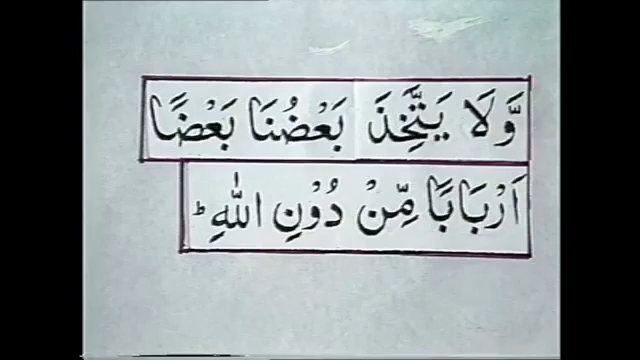 وَّلَا يَتَّخِذَ بَعْضُنَا بَعْضًا
اَرْبَابًا مِّنْ دُوْنِ اللّٰهِ ؕ